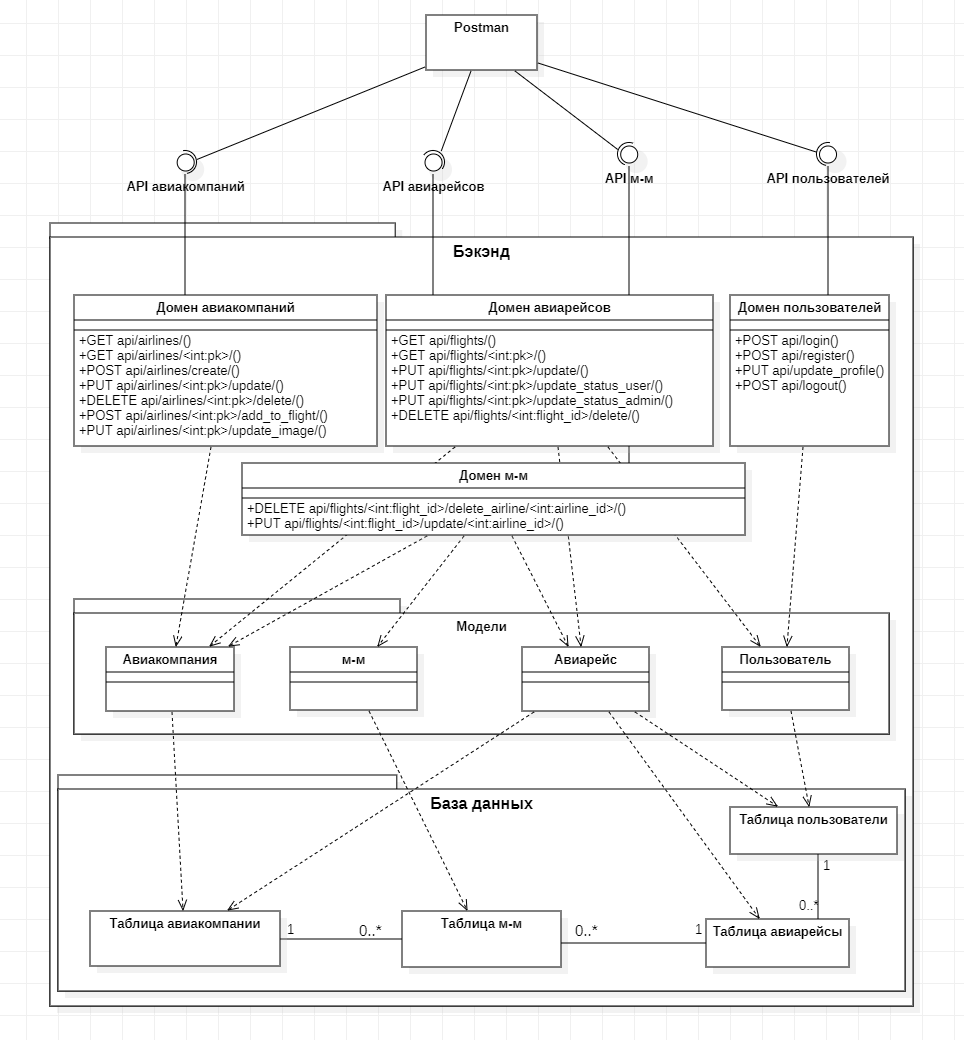 Postman
API авиакомпаний
API авиарейсов
API м-м
API пользователей
Бэкэнд
Домен авиакомпаний
+GET api/airlines/()
+GET api/airlines/<int:pk>/()
+POST api/airlines/create/()
+PUT api/airlines/<int:pk>/update/()
+DELETE api/airlines/<int:pk>/delete/()
+POST api/airlines/<int:pk>/add_to_flight/()
+PUT api/airlines/<int:pk>/update_image/()
Домен авиарейсов
+GET api/flights/()
+GET api/flights/<int:pk>/()
+PUT api/flights/<int:pk>/update/()
+PUT api/flights/<int:pk>/update_status_user/()
+PUT api/flights/<int:pk>/update_status_admin/()
+DELETE api/flights/<int:flight_id>/delete/()
Домен пользователей
+POST api/login()
+POST api/register()
+PUT api/update_profile()
+POST api/logout()
Домен м-м
+DELETE api/flights/<int:flight_id>/delete_airline/<int:airline_id>/()
+PUT api/flights/<int:flight_id>/update/<int:airline_id>/()
Модели
Авиакомпания
м-м
Авиарейс
Пользователь
База данных
Таблица пользователи
1
0..*
Таблица авиакомпании
1
0..*
Таблица м-м
0..*
1
Таблица авиарейсы